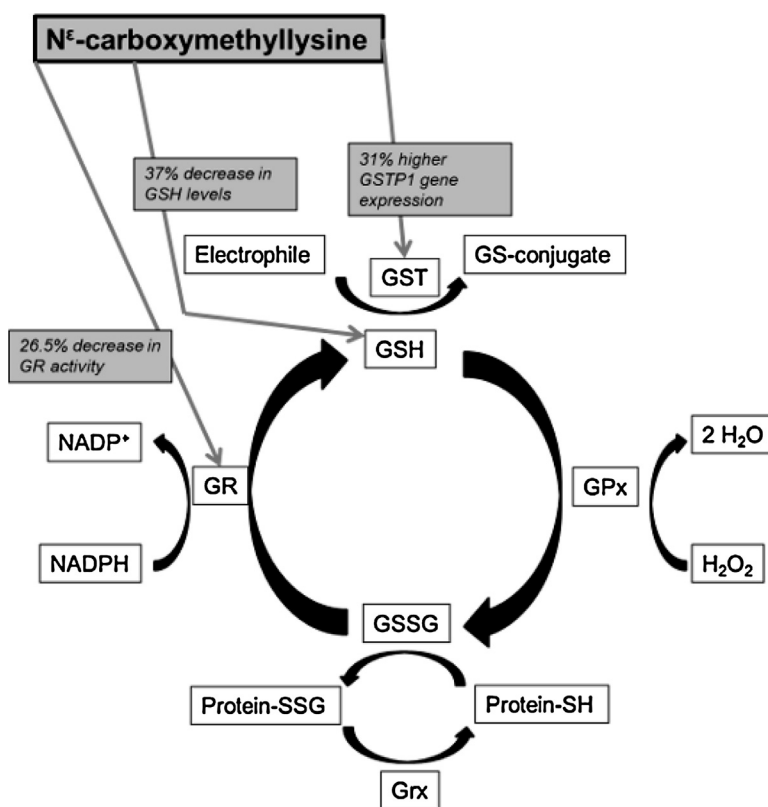 Nᵋ-carboxymethyllysine
37% decrease in
GSH levels
31% higher
GSTP1 gene
expression
Electrophile
GST
GS-conjugate
26.5% decrease in
GR activity
GSH
NADP⁺
2 H₂O
GR
GPx
NADPH
H₂O₂
GSSG
Protein-SSG
Protein-SH
Grx